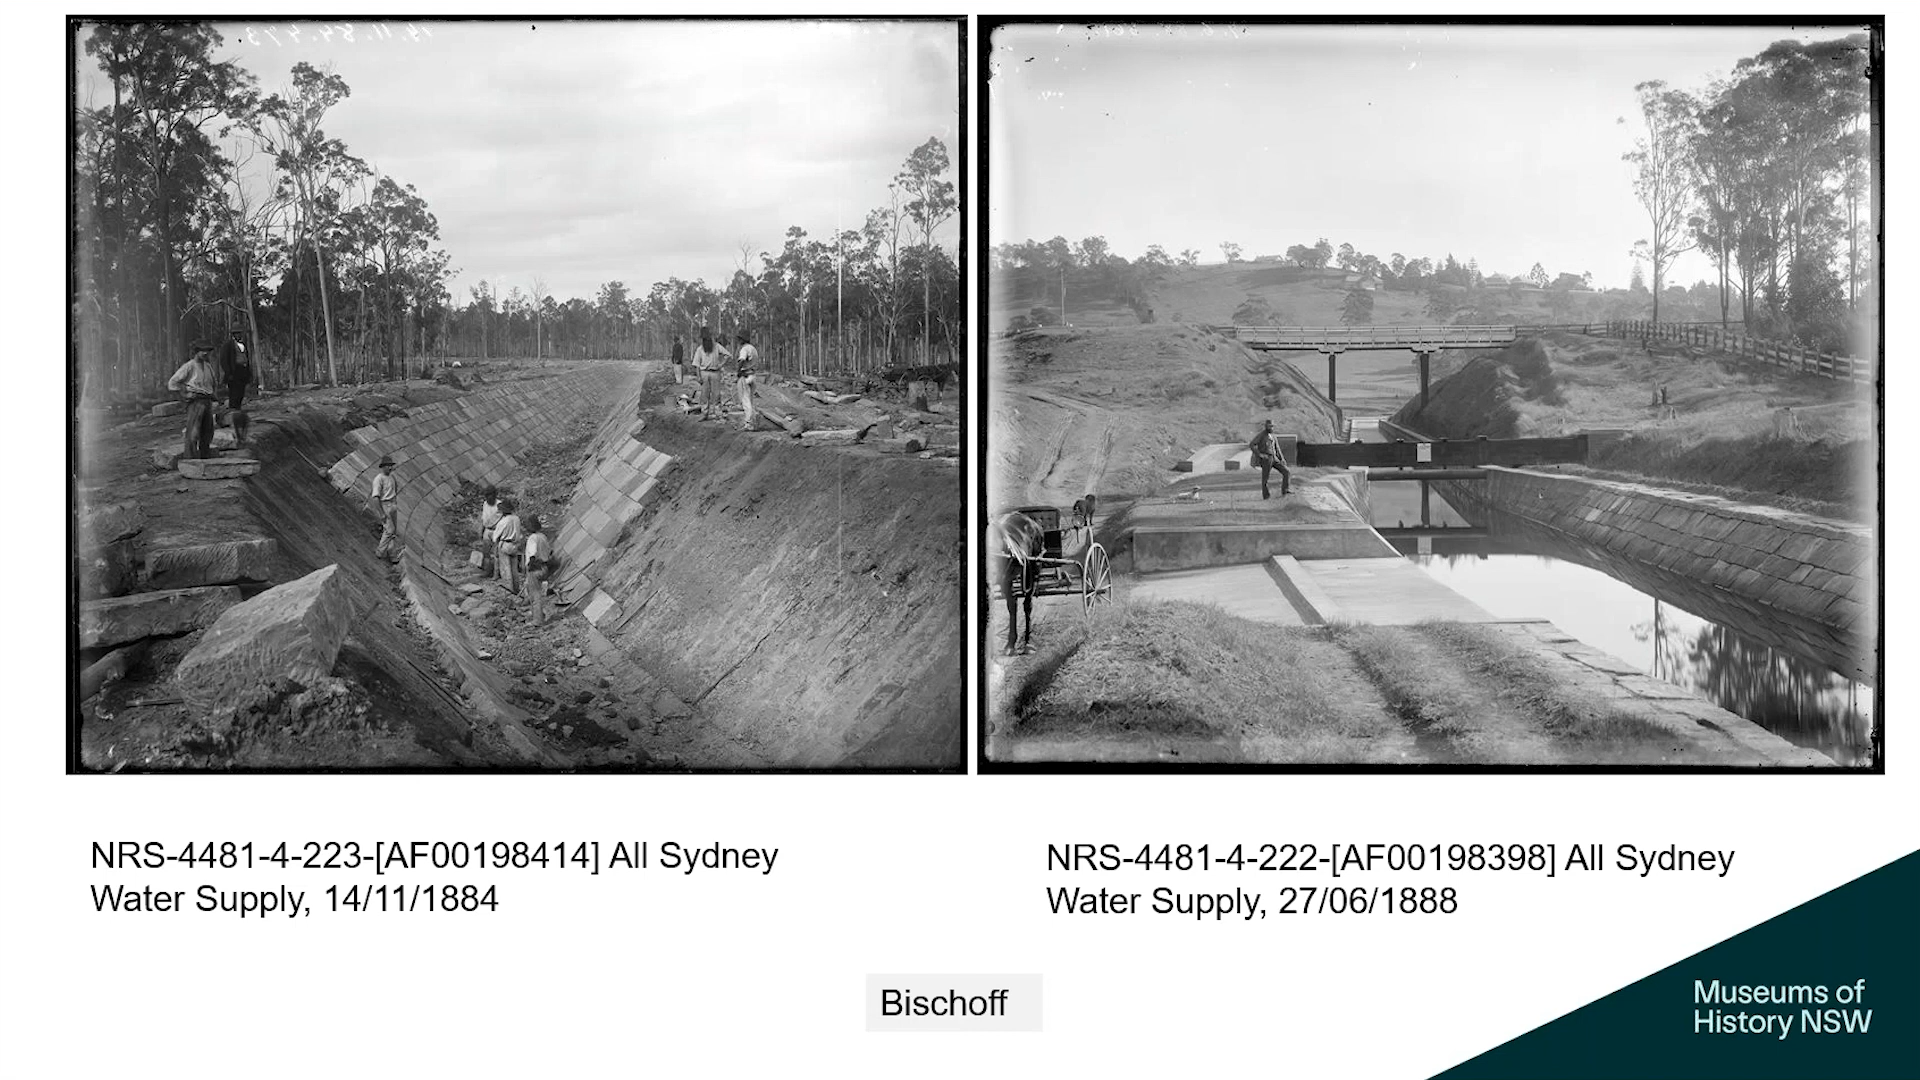 NRS-4481-4-223-[AF00198414] All Sydney
Water Supply, 14/11/1884
NRS-4481-4-222-[AF00198398] All Sydney
Water Supply, 27/06/1888
Bischoff
Museums of
History NSW